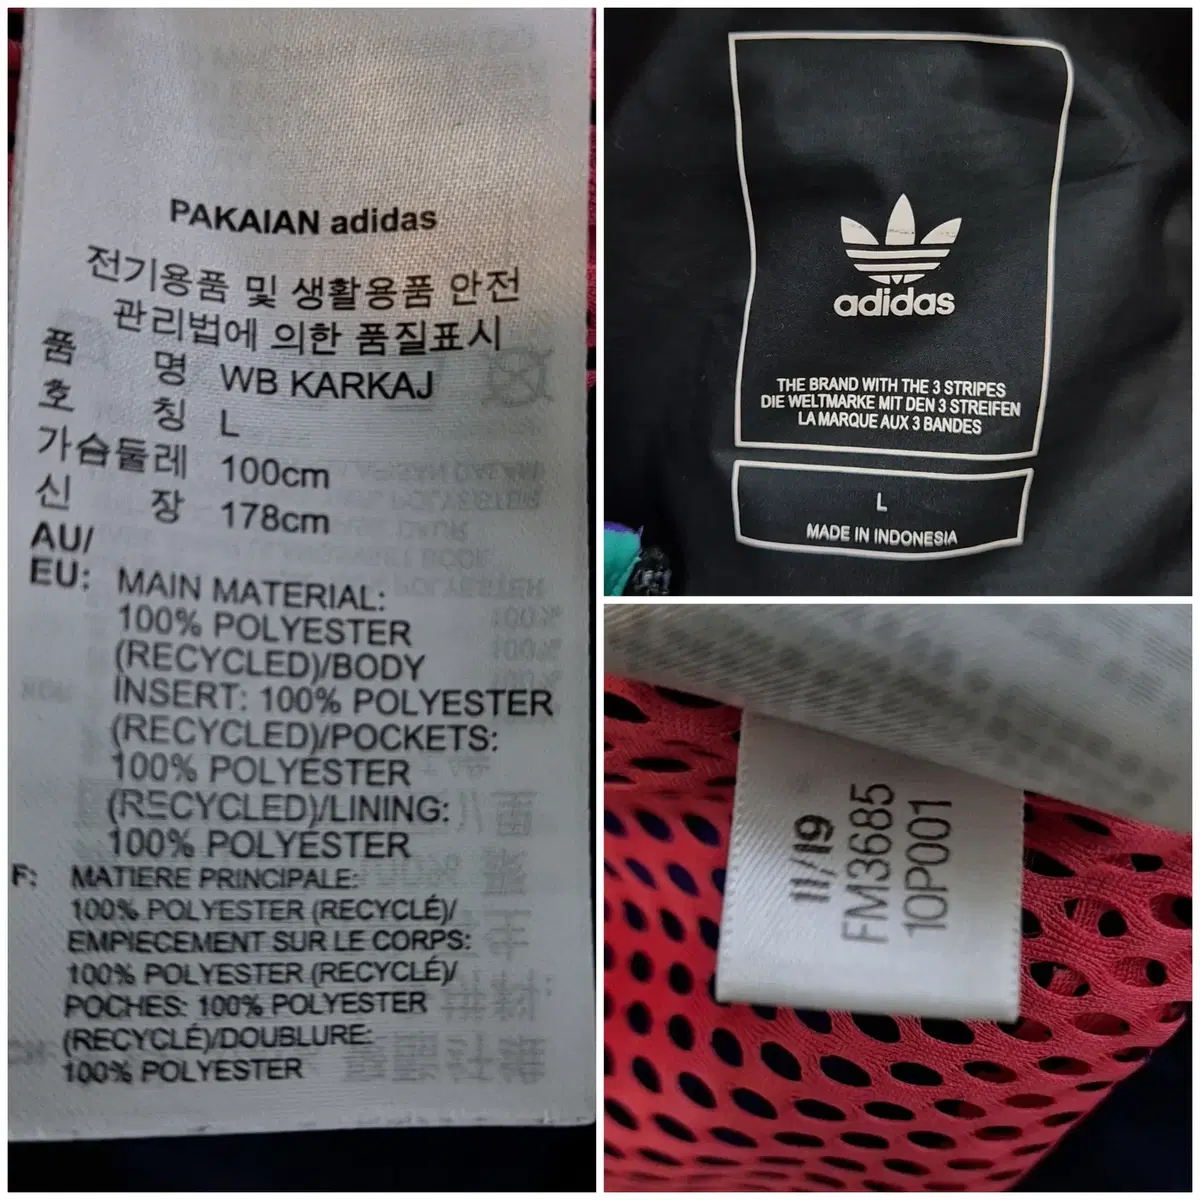 PAKAIAN adidas
전기용품 및 생활용품 안전
관리법에 의한 품질표시
품 명 WB KARKAJ
호 칭 L
가슴둘레 100cm
신 장 178cm
AU/
EU: MAIN MATERIAL:
100% POLYESTER
(RECYCLED)/BODY
INSERT: 100% POLYESTER
(RECYCLED)/POCKETS:
100% POLYESTER
(RECYCLED)/LINING:
100% POLYESTER
F: MATIERE PRINCIPALE:
100% POLYESTER (RECYCLÉ)/
EMPIECEMENT SUR LE CORPS:
100% POLYESTER (RECYCLÉ)/
POCHES: 100% POLYESTER
(RECYCLÉ)/DOUBLURE:
100% POLYESTER
adidas
THE BRAND WITH THE 3 STRIPES
DIE WELTMARKE MIT DEN 3 STREIFEN
LA MARQUE AUX 3 BANDES
L
MADE IN INDONESIA
11/19
FM3685
10P001